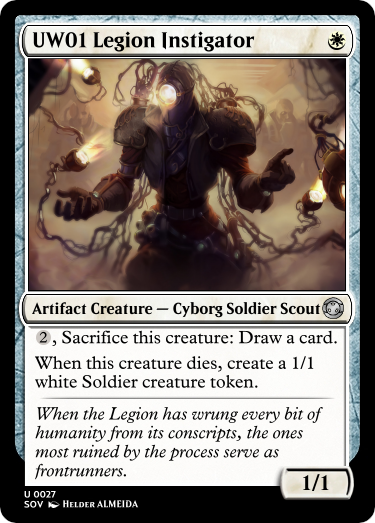 UW01 Legion Instigator
Artifact Creature — Cyborg Soldier Scout
2, Sacrifice this creature: Draw a card.
When this creature dies, create a 1/1
white Soldier creature token.
When the Legion has wrung every bit of
humanity from its conscripts, the ones
most ruined by the process serve as
frontrunners.
1/1
U 0027
SOV Helder ALMEIDA